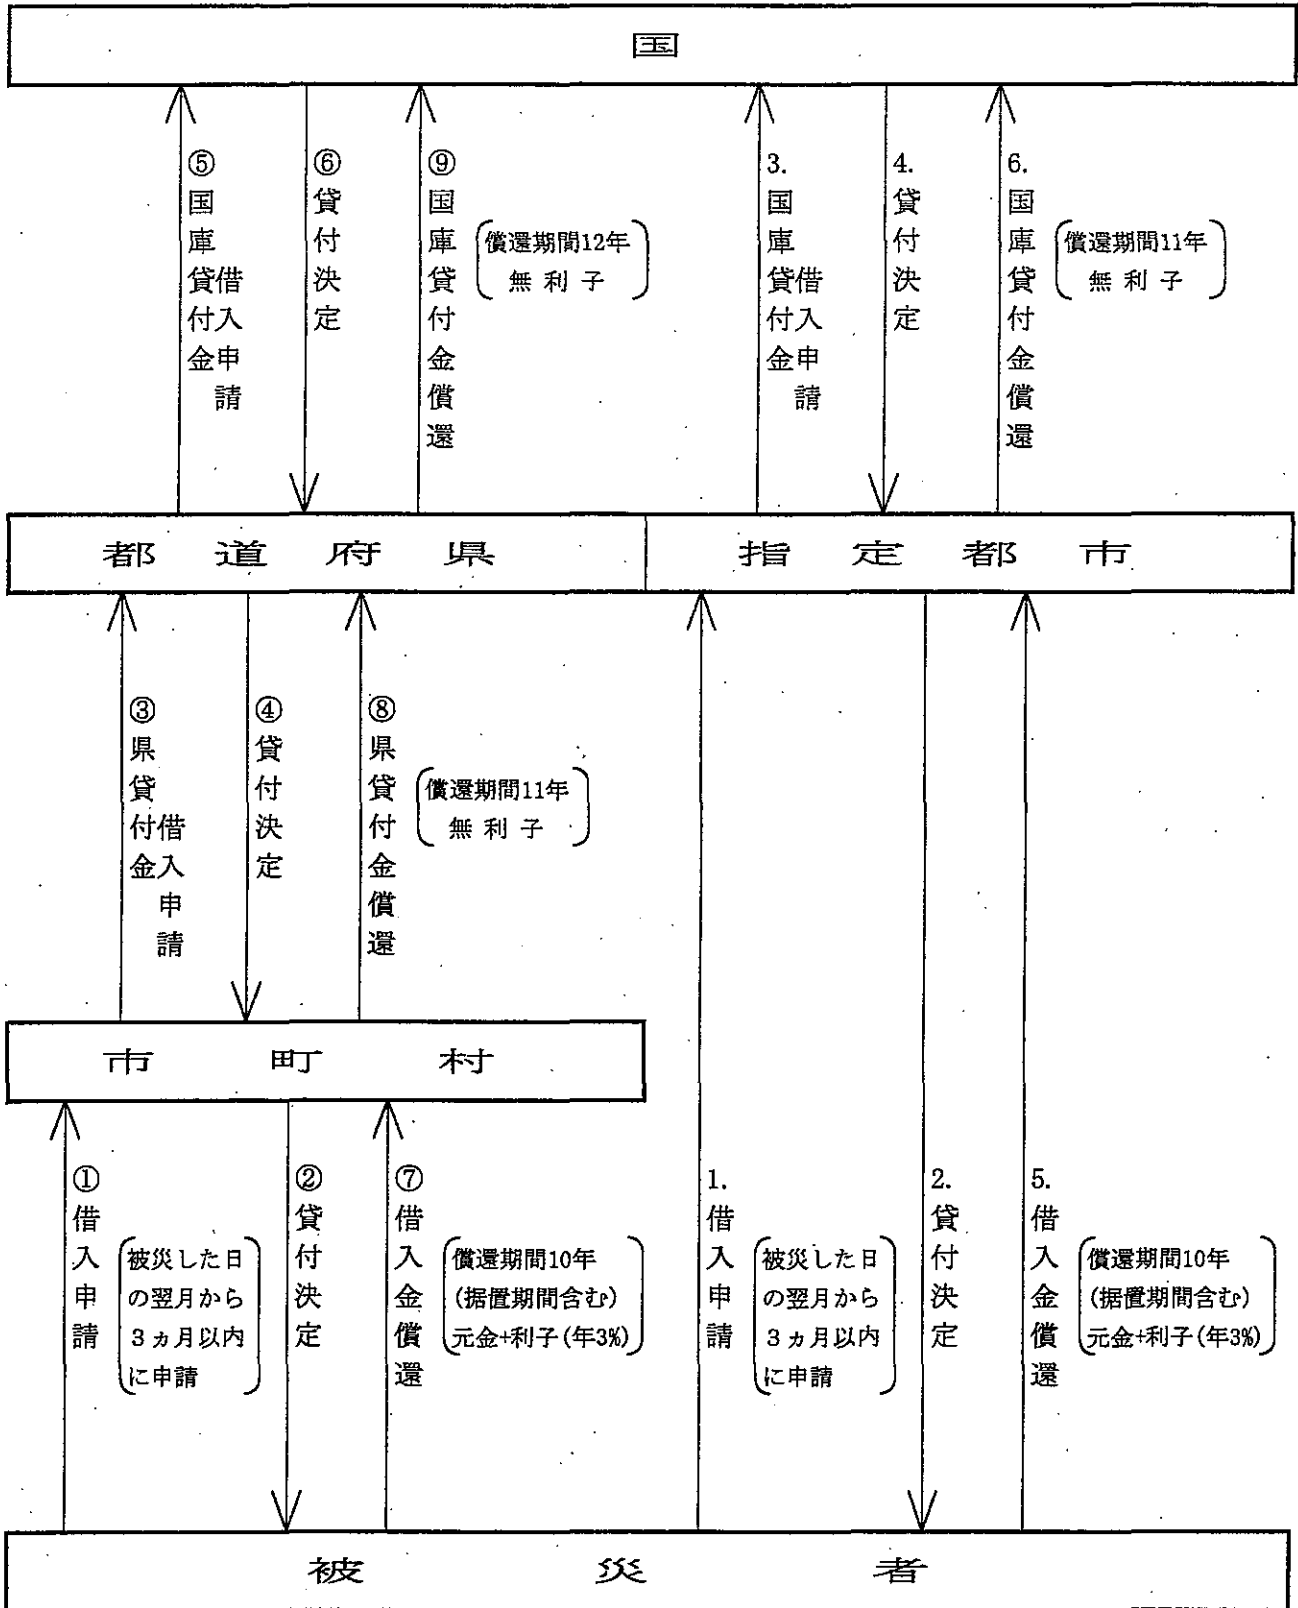 国
⑤国庫貸付金借入申請
⑥貸付決定
⑨国庫貸付金償還
償還期間12年
無利子
3.国庫貸付金借入申請
4.貸付決定
6.国庫貸付金償還
償還期間11年
無利子
都道府県
指定都市
③県貸付金借入申請
④貸付決定
⑧県貸付金償還
償還期間11年
無利子
市町村
①借入申請
被災した日
の翌月から
3ヵ月以内
に申請
②貸付決定
⑦借入金償還
償還期間10年
(据置期間含む)
元金+利子(年3%)
1.借入申請
被災した日
の翌月から
3ヵ月以内
に申請
2.貸付決定
5.借入金償還
償還期間10年
(据置期間含む)
元金+利子(年3%)
被災者